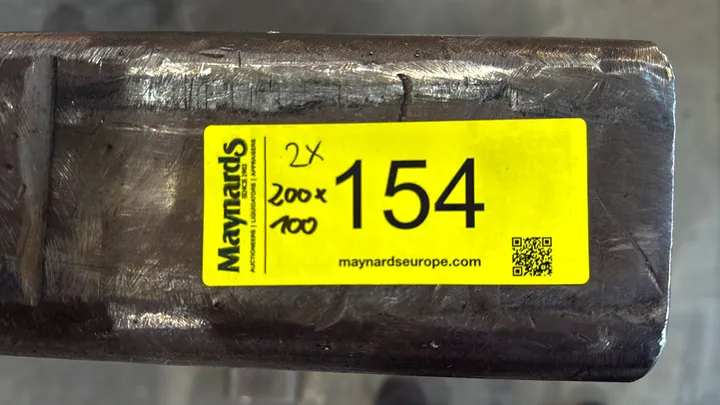 Maynards
SINCE 1902
AUCTIONEERS | LIQUIDATORS | APPRAISERS
2x
200x
100
154
maynardseurope.com